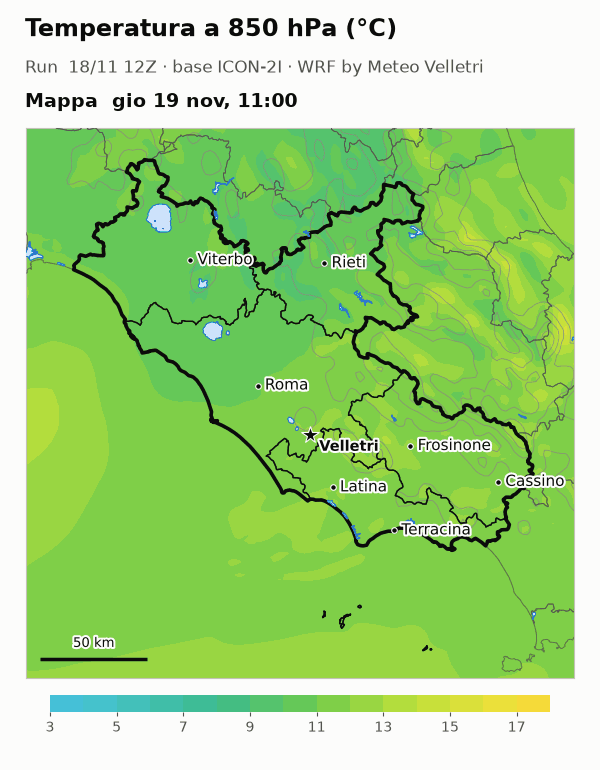 Temperatura a 850 hPa (°C)
Run  18/11 12Z · base ICON-2I · WRF by Meteo Velletri
Mappa  gio 19 nov, 11:00
Viterbo
Rieti
Roma
Velletri
Frosinone
Cassino
Latina
Terracina
50 km
3 5 7 9 11 13 15 17